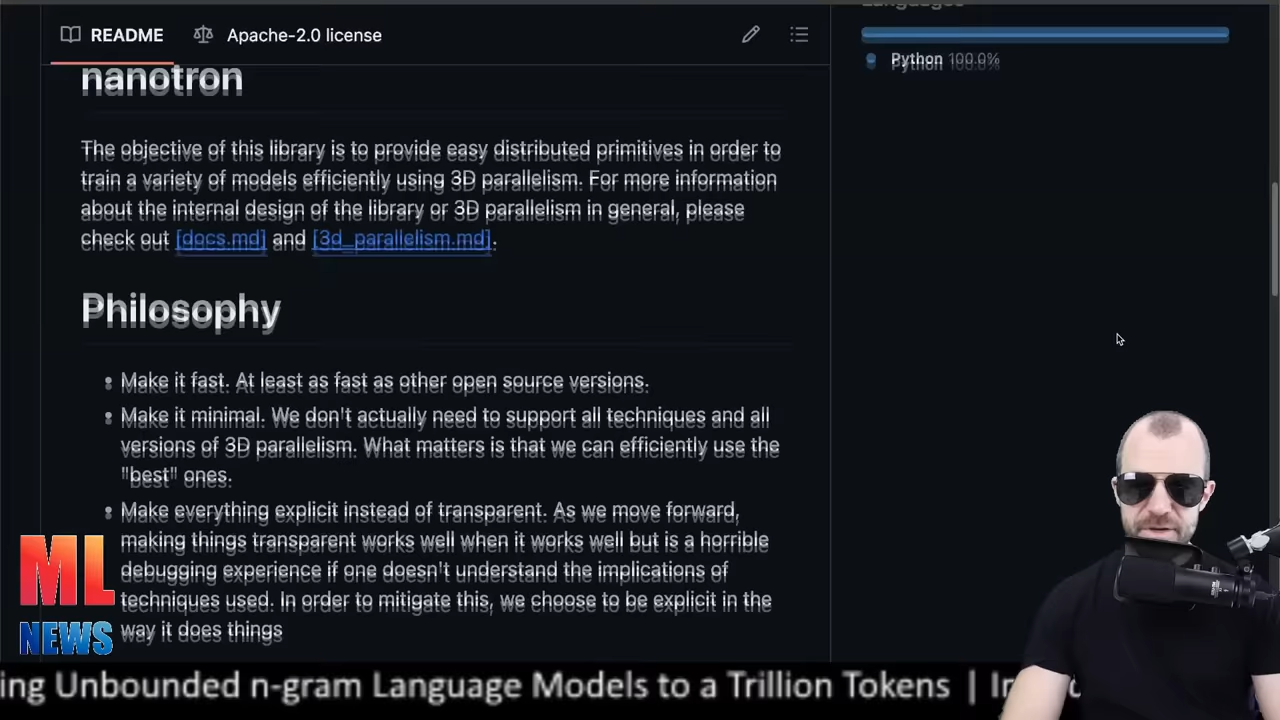 Languages
README
Apache-2.0 license
Python 100.0%
nanotron
The objective of this library is to provide easy distributed primitives in order to
train a variety of models efficiently using 3D parallelism. For more information
about the internal design of the library or 3D parallelism in general, please
check out [docs.md] and [3d_parallelism.md].
Philosophy
• Make it fast. At least as fast as other open source versions.
• Make it minimal. We don't actually need to support all techniques and all
versions of 3D parallelism. What matters is that we can efficiently use the
"best" ones.
• Make everything explicit instead of transparent. As we move forward,
making things transparent works well when it works well but is a horrible
debugging experience if one doesn't understand the implications of
techniques used. In order to mitigate this, we choose to be explicit in the
way it does things
ML
NEWS
ing Unbounded n-gram Language Models to a Trillion Tokens |